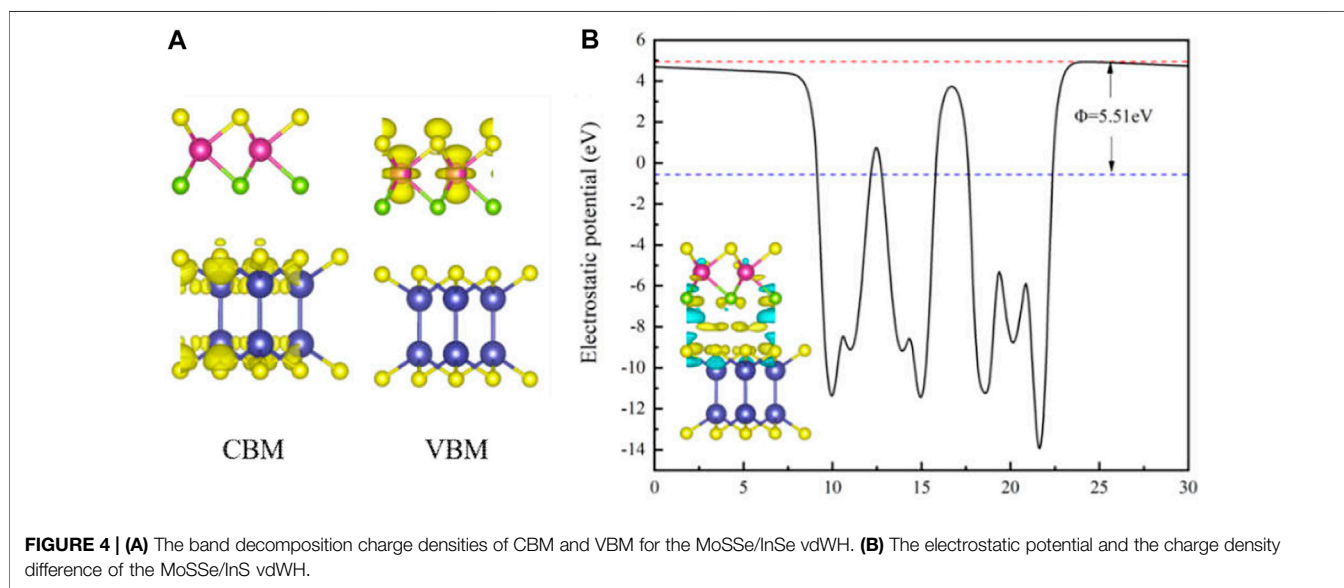 A
B
CBM
VBM
Electrostatic potential (eV)
6
4
2
0
-2
-4
-6
-8
-10
-12
-14
Φ=5.51eV
0
5
10
15
20
25
30
FIGURE 4 | (A) The band decomposition charge densities of CBM and VBM for the MoSSe/InSe vdWH. (B) The electrostatic potential and the charge density
difference of the MoSSe/InS vdWH.